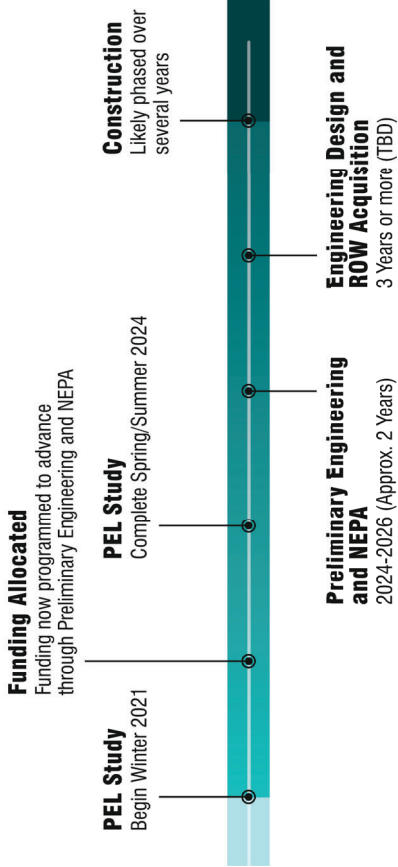 PEL Study
Begin Winter 2021
Funding Allocated
Funding now programmed to advance
through Preliminary Engineering and NEPA
PEL Study
Complete Spring/Summer 2024
Preliminary Engineering
and NEPA
2024-2026 (Approx. 2 Years)
Engineering Design and
ROW Acquisition
3 Years or more (TBD)
Construction
Likely phased over
several years